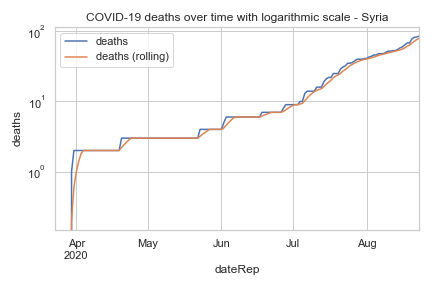 COVID-19 deaths over time with logarithmic scale - Syria
deaths
deaths (rolling)
10²
10¹
10⁰
deaths
Apr May Jun Jul Aug
2020
dateRep